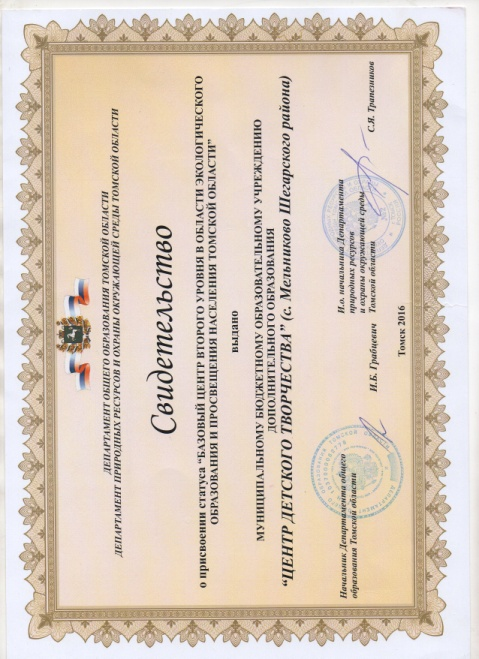 ДЕПАРТАМЕНТ ОБЩЕГО ОБРАЗОВАНИЯ ТОМСКОЙ ОБЛАСТИ
ДЕПАРТАМЕНТ ПРИРОДНЫХ РЕСУРСОВ И ОХРАНЫ ОКРУЖАЮЩЕЙ СРЕДЫ ТОМСКОЙ ОБЛАСТИ
Свидетельство
о присвоении статуса “БАЗОВЫЙ ЦЕНТР ВТОРОГО УРОВНЯ В ОБЛАСТИ ЭКОЛОГИЧЕСКОГО
ОБРАЗОВАНИЯ И ПРОСВЕЩЕНИЯ НАСЕЛЕНИЯ ТОМСКОЙ ОБЛАСТИ”
выдано
МУНИЦИПАЛЬНОМУ БЮДЖЕТНОМУ ОБРАЗОВАТЕЛЬНОМУ УЧРЕЖДЕНИЮ
ДОПОЛНИТЕЛЬНОГО ОБРАЗОВАНИЯ
“ЦЕНТР ДЕТСКОГО ТВОРЧЕСТВА” (с. Мельниково Шегарского района)
Начальник Департамента общего
образования Томской области
И.Б. Грабцевич
И.о. начальника Департамента
природных ресурсов
и охраны окружающей среды
Томской области
С.Я. Трапезников
Томск 2016